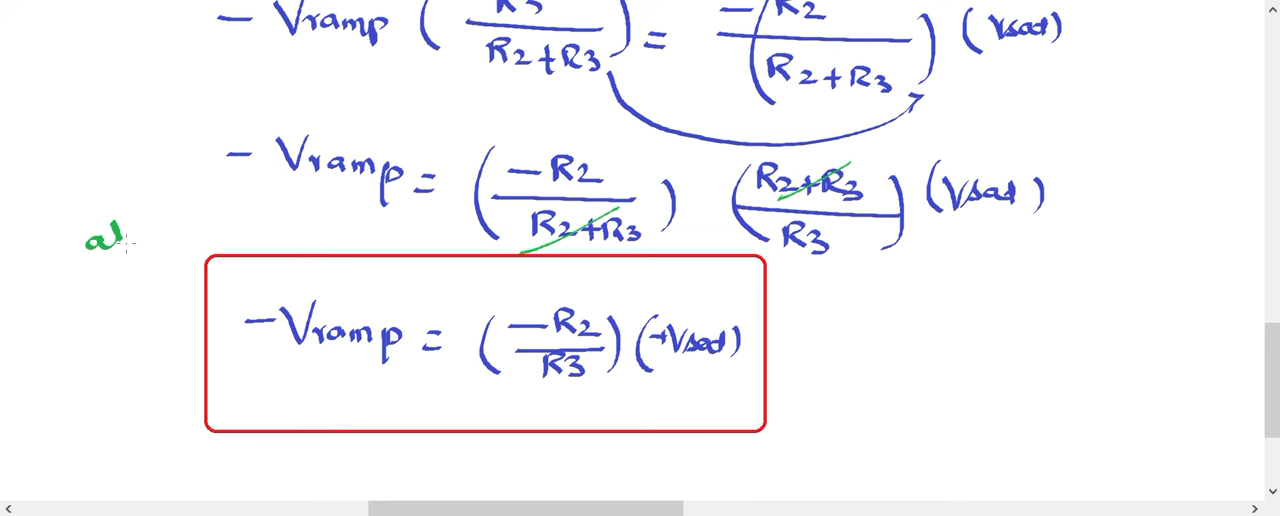 - Vramp ( R3 / R2+R3 ) = ( -R2 / R2+R3 ) (Vsat)
- Vramp = ( -R2 / R2+R3 ) ( R2+R3 / R3 ) (Vsat)
at
- Vramp = ( -R2 / R3 ) (+Vsat)